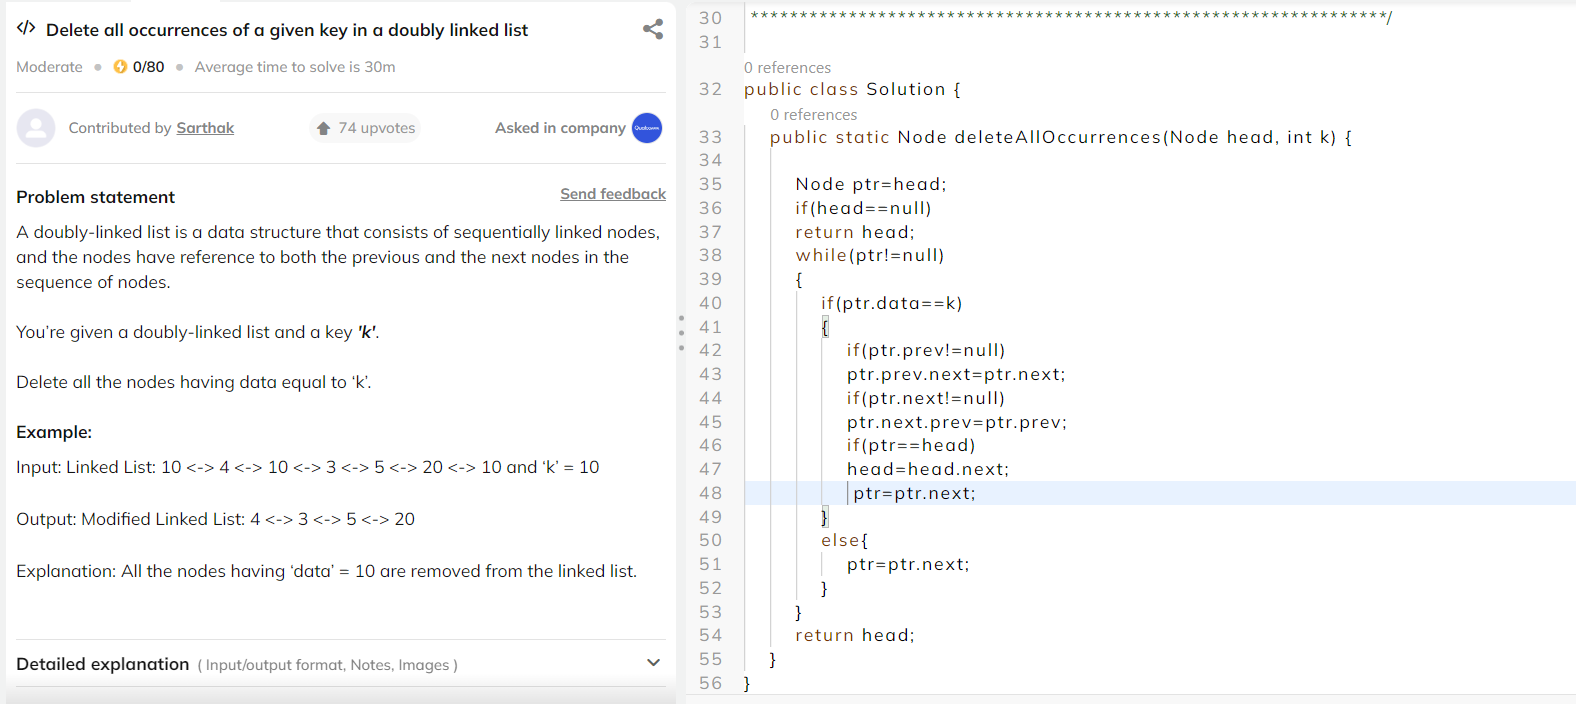 </> Delete all occurrences of a given key in a doubly linked list
Moderate • 0/80 • Average time to solve is 30m
Contributed by Sarthak 74 upvotes Asked in company Qualcomm
Problem statement Send feedback
A doubly-linked list is a data structure that consists of sequentially linked nodes,
and the nodes have reference to both the previous and the next nodes in the
sequence of nodes.
You're given a doubly-linked list and a key 'k'.
Delete all the nodes having data equal to ‘k’.
Example:
Input: Linked List: 10 <-> 4 <-> 10 <-> 3 <-> 5 <-> 20 <-> 10 and ‘k’ = 10
Output: Modified Linked List: 4 <-> 3 <-> 5 <-> 20
Explanation: All the nodes having ‘data’ = 10 are removed from the linked list.
Detailed explanation ( Input/output format, Notes, Images )
30 *****************************************************************/
31
0 references
32 public class Solution {
0 references
33 public static Node deleteAllOccurrences(Node head, int k) {
34
35 Node ptr=head;
36 if(head==null)
37 return head;
38 while(ptr!=null)
39 {
40 if(ptr.data==k)
41 {
42 if(ptr.prev!=null)
43 ptr.prev.next=ptr.next;
44 if(ptr.next!=null)
45 ptr.next.prev=ptr.prev;
46 if(ptr==head)
47 head=head.next;
48 ptr=ptr.next;
49 }
50 else{
51 ptr=ptr.next;
52 }
53 }
54 return head;
55 }
56 }